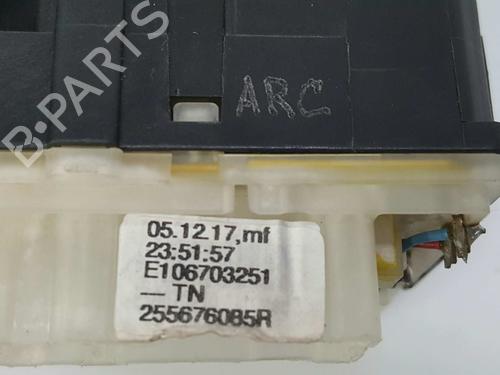 B-PARTS
ARC
05.12.17,mf
23:51:57
E106703251
--- TN
255676085R